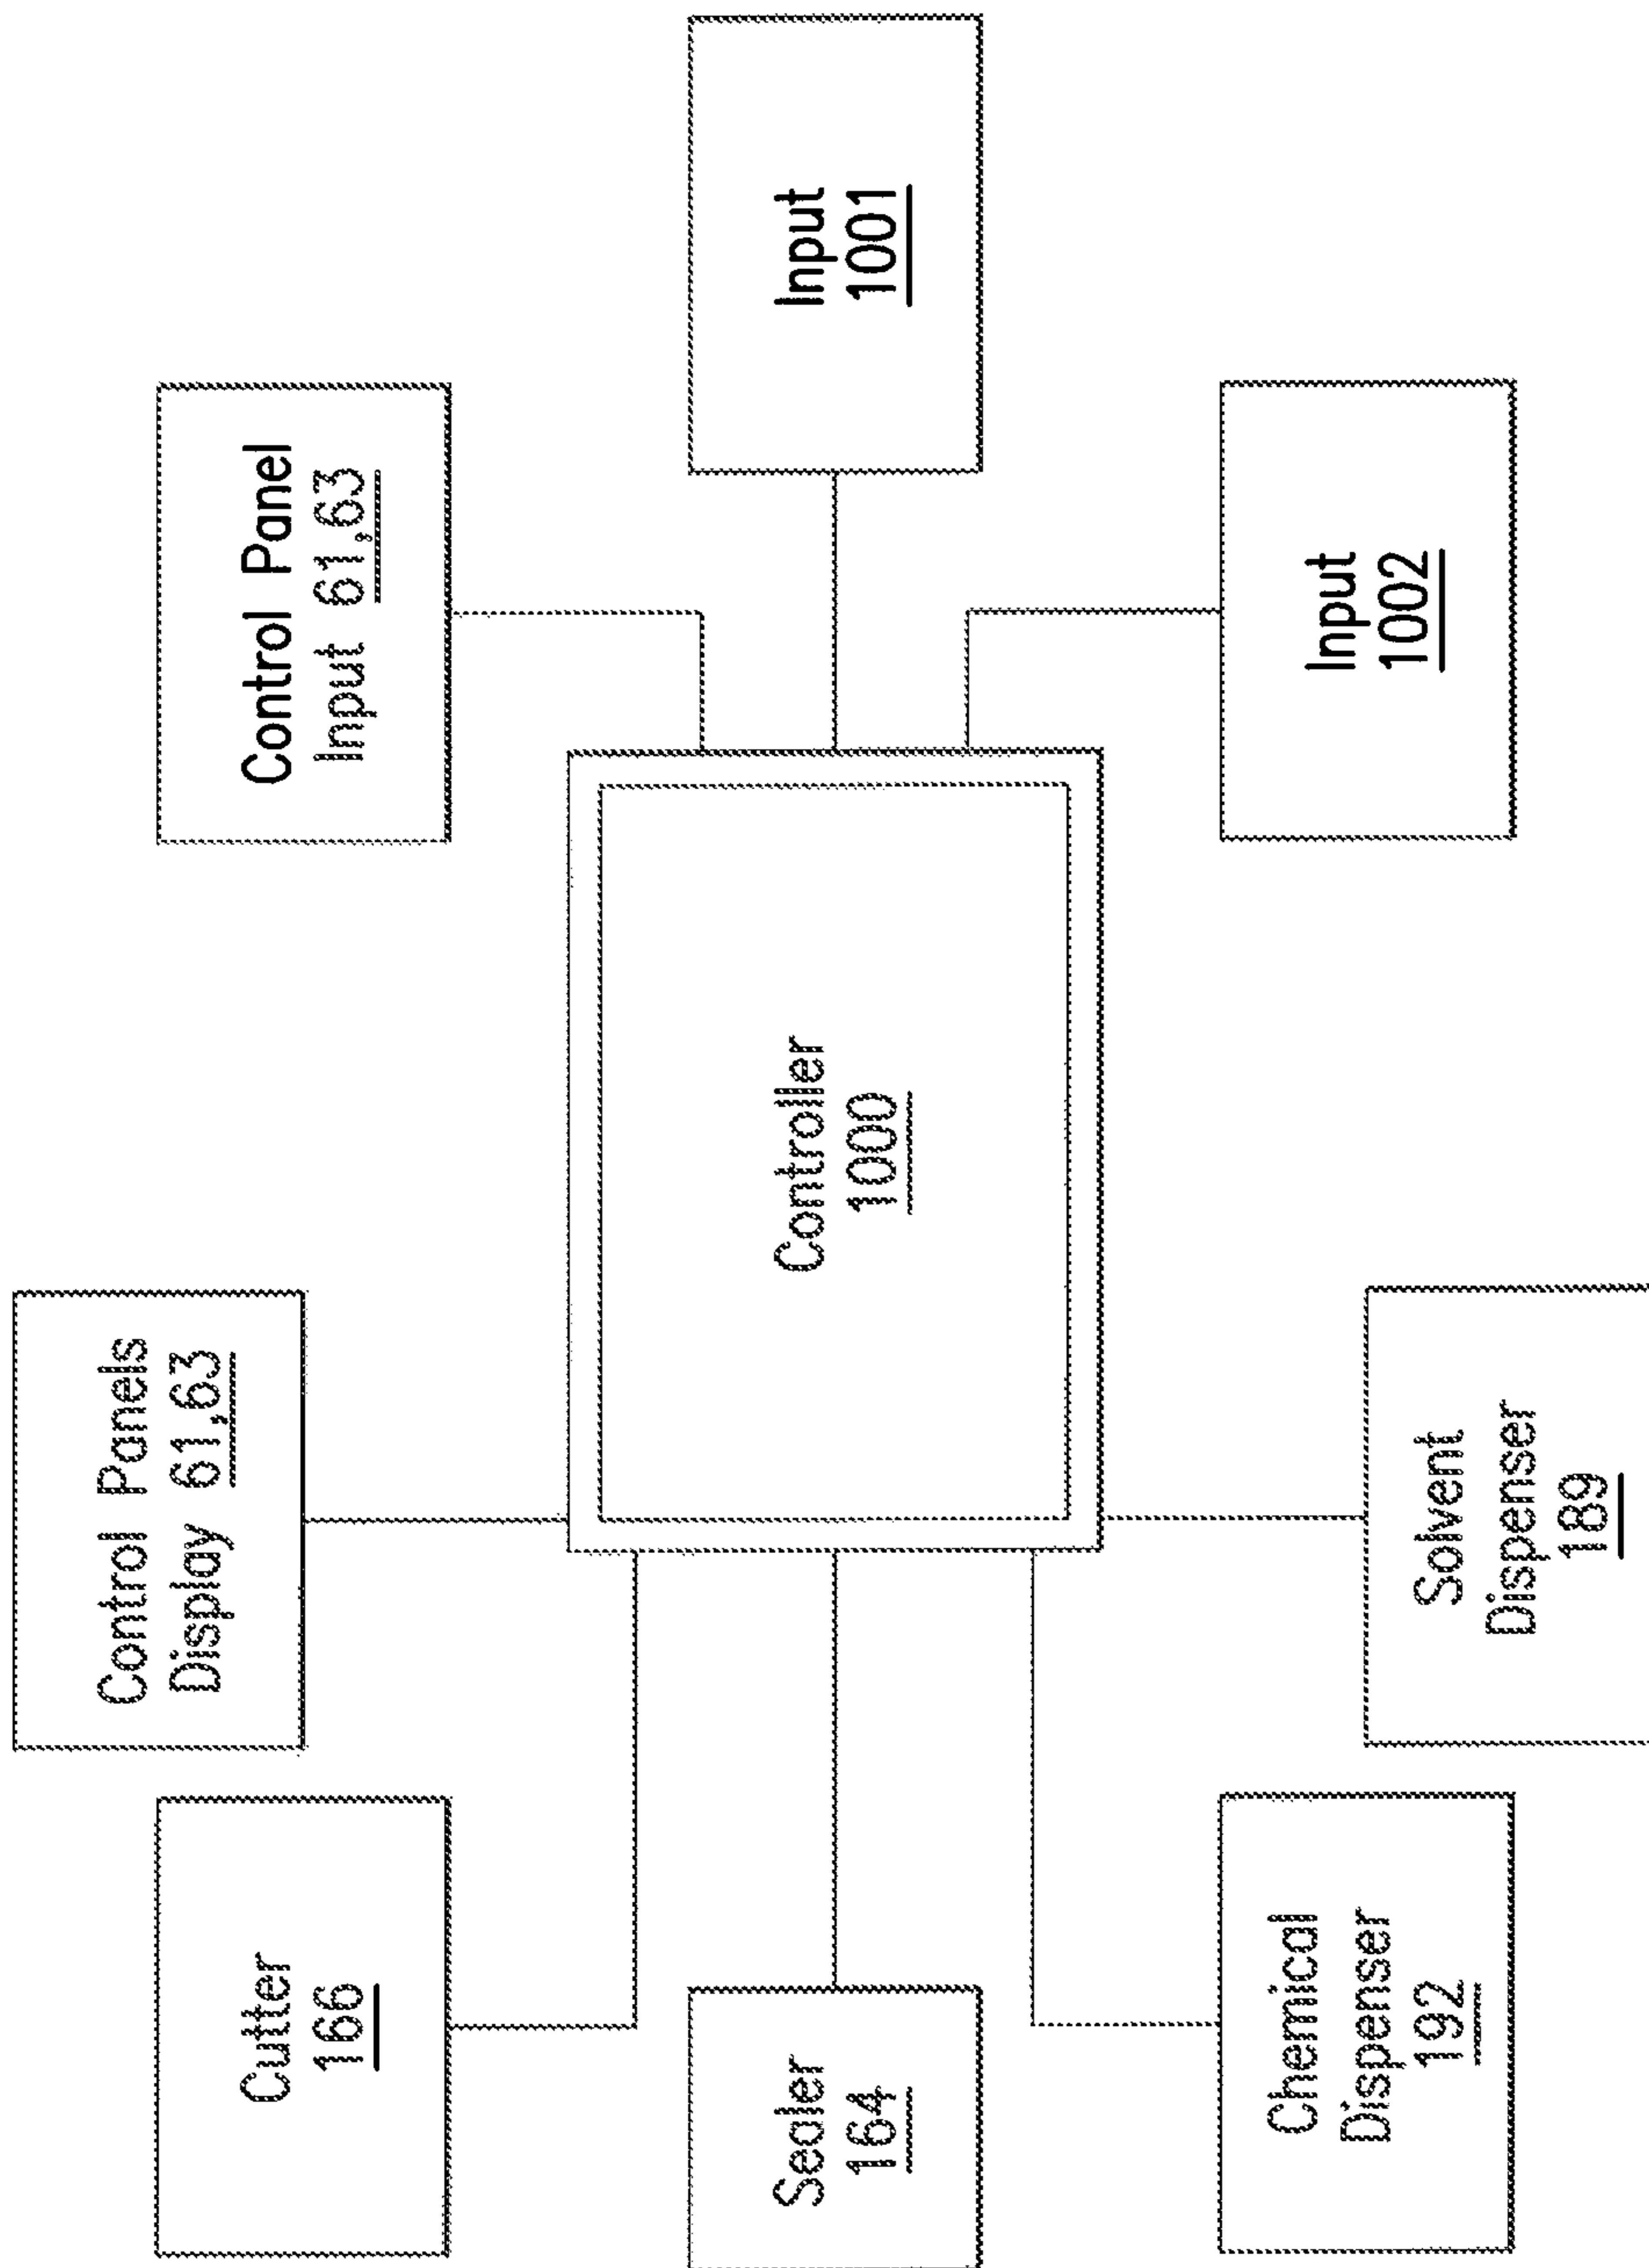 Control Panels
Display 61,63
Cutter
166
Control Panel
Input 61,63
Sealer
164
Controller
1000
Input
1001
Chemical
Dispenser
192
Input
1002
Solvent
Dispenser
189